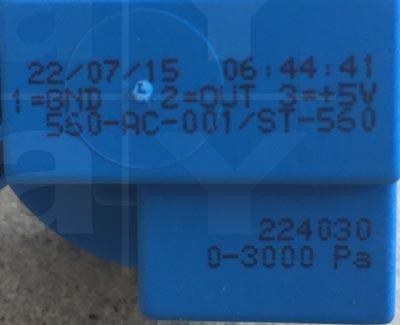 22/07/15 06:44:41
1=GND 2=OUT 3=+5V
560-AC-001/ST-560
224030
0-3000 Pa